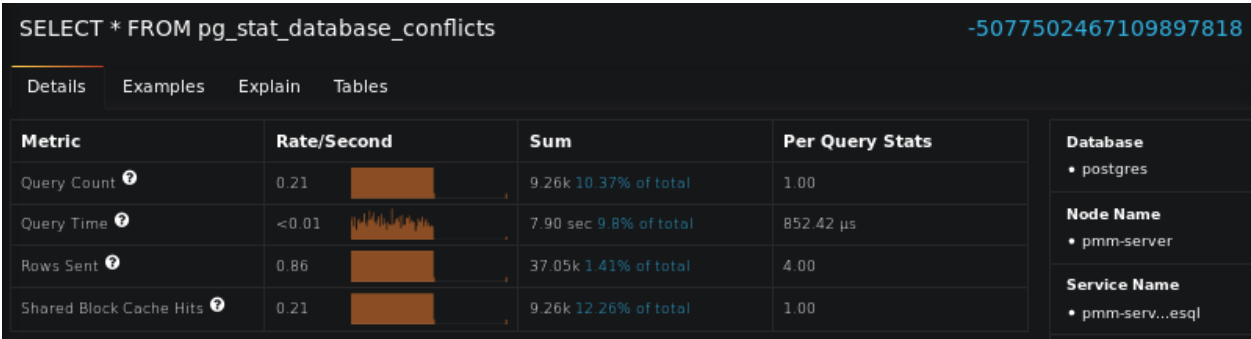 SELECT * FROM pg_stat_database_conflicts
-5077502467109897818
Details Examples Explain Tables
Metric Rate/Second Sum Per Query Stats
Query Count ? 0.21 9.26k 10.37% of total 1.00
Query Time ? <0.01 7.90 sec 9.8% of total 852.42 µs
Rows Sent ? 0.86 37.05k 1.41% of total 4.00
Shared Block Cache Hits ? 0.21 9.26k 12.26% of total 1.00
Database
• postgres
Node Name
• pmm-server
Service Name
• pmm-serv...esql